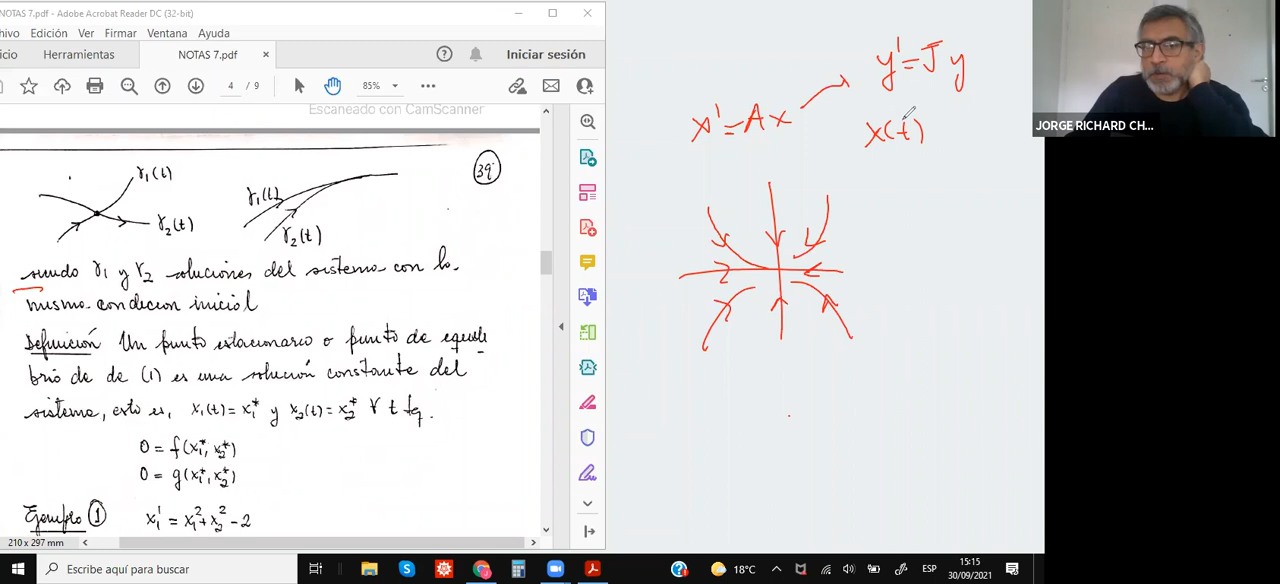 NOTAS 7.pdf - Adobe Acrobat Reader DC (32-bit)
Edición Ver Firmar Ventana Ayuda
Herramientas NOTAS 7.pdf × Iniciar sesión
4 / 9 85%
Escaneado con CamScanner
39
γ1(t)
γ2(t)
γ1(t)
γ2(t)
siendo γ1 y γ2 soluciones del sistema con la
misma condicion inicial
Definición Un punto estacionario o punto de equili
brio de de (1) es una solución constante del
sistema, esto es, x1(t) = x1* y x2(t) = x2* ∀ t tq.
0 = f(x1*, x2*)
0 = g(x1*, x2*)
Ejemplo 1 x1' = x1² + x2² - 2
210 x 297 mm
y' = J y
x' = A x
x(t)
JORGE RICHARD CH...
Escribe aquí para buscar
18°C
ESP
15:15
30/09/2021